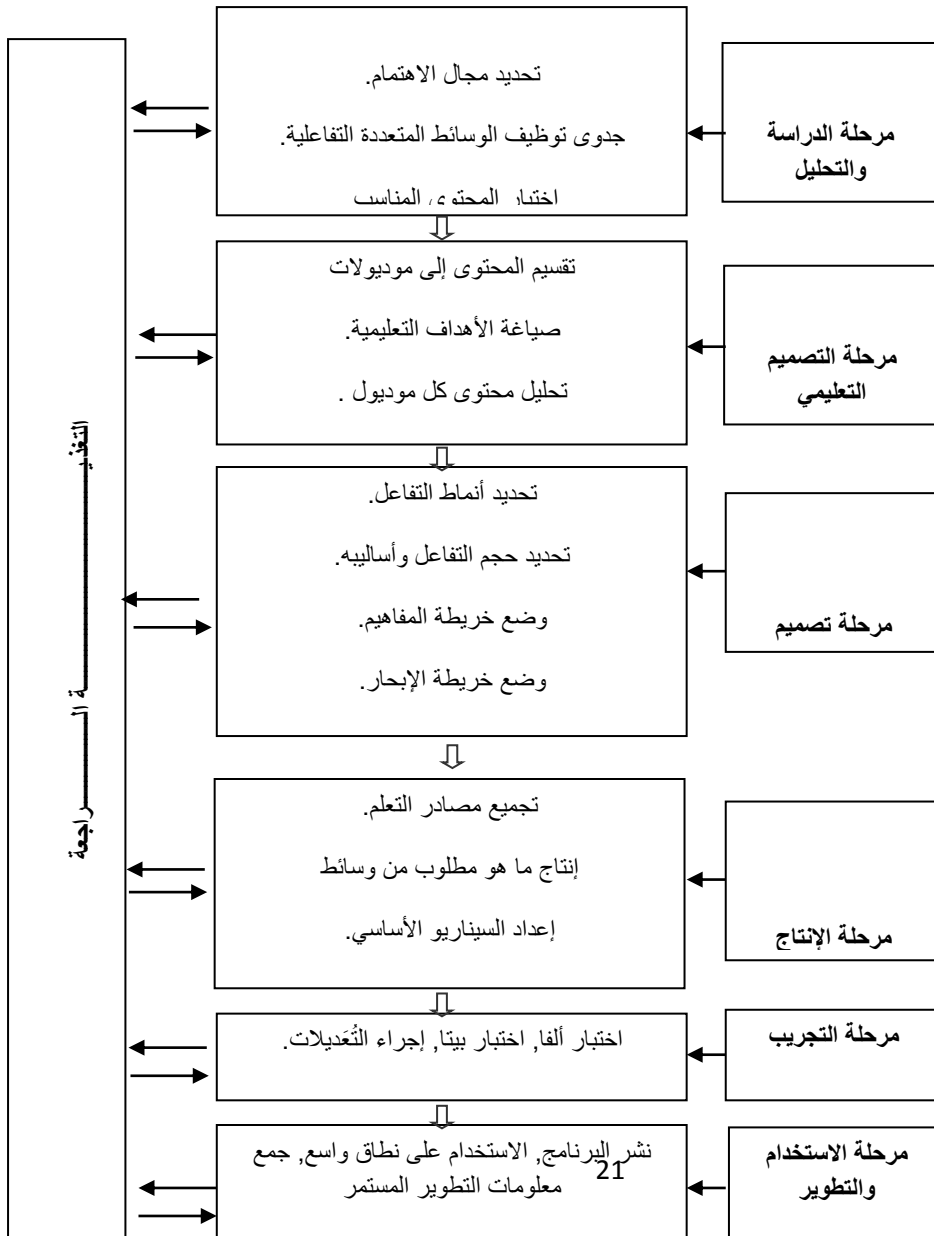 مرحلة الدراسة
والتحليل
تحديد مجال الاهتمام.
جدوى توظيف الوسائط المتعددة التفاعلية.
اختيار المحتوى المناسب
مرحلة التصميم
التعليمي
تقسيم المحتوى إلى موديولات
صياغة الأهداف التعليمية.
تحليل محتوى كل موديول .
مرحلة تصميم
تحديد أنماط التفاعل.
تحديد حجم التفاعل وأساليبه.
وضع خريطة المفاهيم.
وضع خريطة الإبحار.
مرحلة الإنتاج
تجميع مصادر التعلم.
إنتاج ما هو مطلوب من وسائط
إعداد السيناريو الأساسي.
مرحلة التجريب
اختبار ألفا, اختبار بيتا, إجراء التُعَديلات.
مرحلة الاستخدام
والتطوير
نشر البرنامج, الاستخدام على نطاق واسع, جمع
معلومات التطوير المستمر
21
التغذيـــــــــــة الـــــــــراجعة